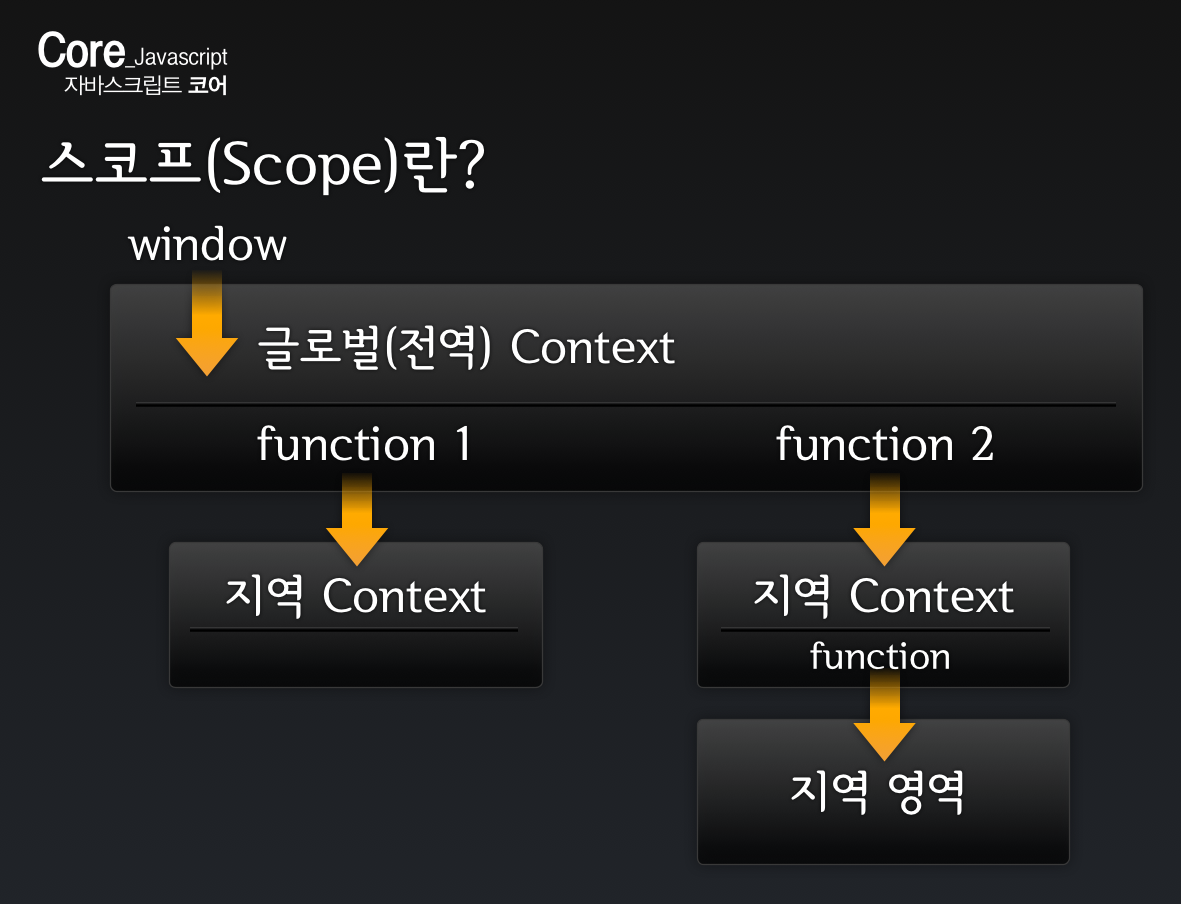 Core_Javascript
자바스크립트 코어
스코프(Scope)란?
window
글로벌(전역) Context
function 1
function 2
지역 Context
지역 Context
function
지역 영역